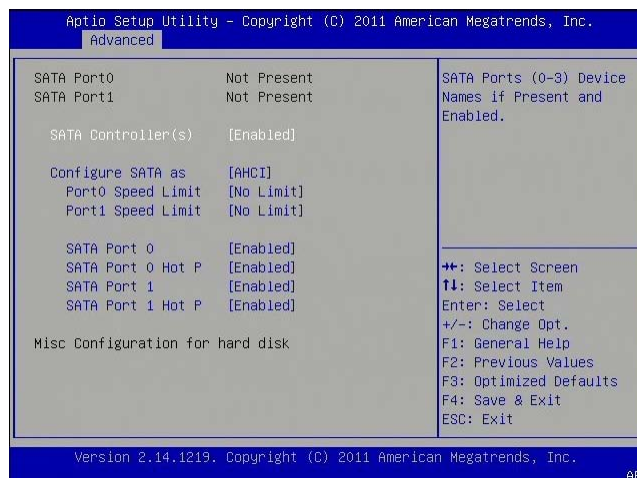 Aptio Setup Utility – Copyright (C) 2011 American Megatrends, Inc.
Advanced
SATA Port0 Not Present
SATA Port1 Not Present
SATA Controller(s) [Enabled]
Configure SATA as [AHCI]
Port0 Speed Limit [No Limit]
Port1 Speed Limit [No Limit]
SATA Port 0 [Enabled]
SATA Port 0 Hot P [Enabled]
SATA Port 1 [Enabled]
SATA Port 1 Hot P [Enabled]
Misc Configuration for hard disk
SATA Ports (0-3) Device
Names if Present and
Enabled.
→←: Select Screen
↑↓: Select Item
Enter: Select
+/-: Change Opt.
F1: General Help
F2: Previous Values
F3: Optimized Defaults
F4: Save & Exit
ESC: Exit
Version 2.14.1219. Copyright (C) 2011 American Megatrends, Inc.